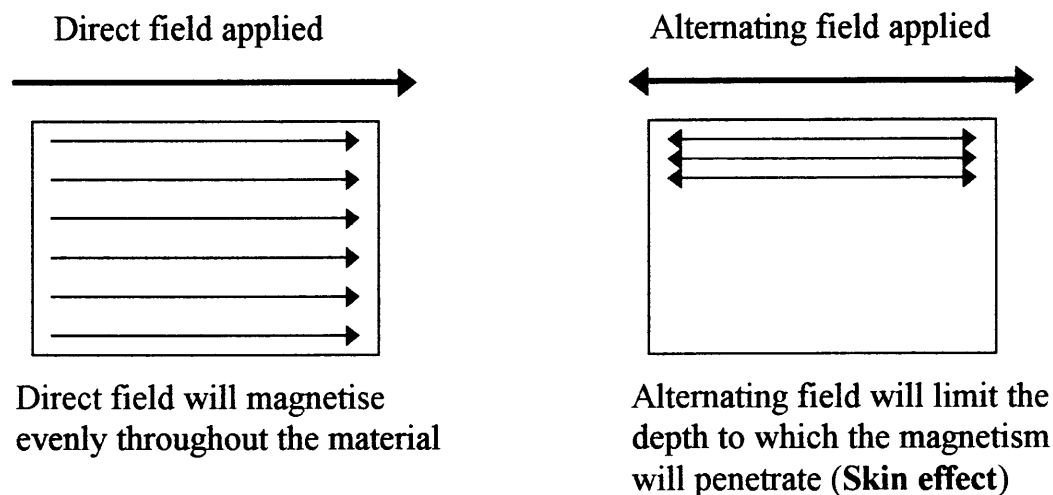 Direct field applied
Alternating field applied
Direct field will magnetise
evenly throughout the material
Alternating field will limit the
depth to which the magnetism
will penetrate (Skin effect)